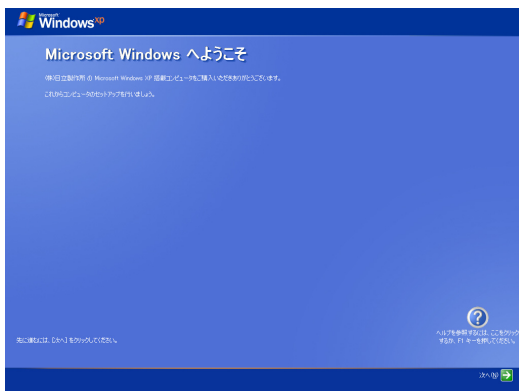 Microsoft
Windows xp
Microsoft Windows へようこそ
(株)日立製作所 の Microsoft Windows XP 搭載コンピュータをご購入いただきありがとうございます。
これからコンピュータのセットアップを行いましょう。
ヘルプを参照するには、ここをクリック
するか、F1 キーを押してください。
先に進むには、[次へ] をクリックしてください。
次へ(N)